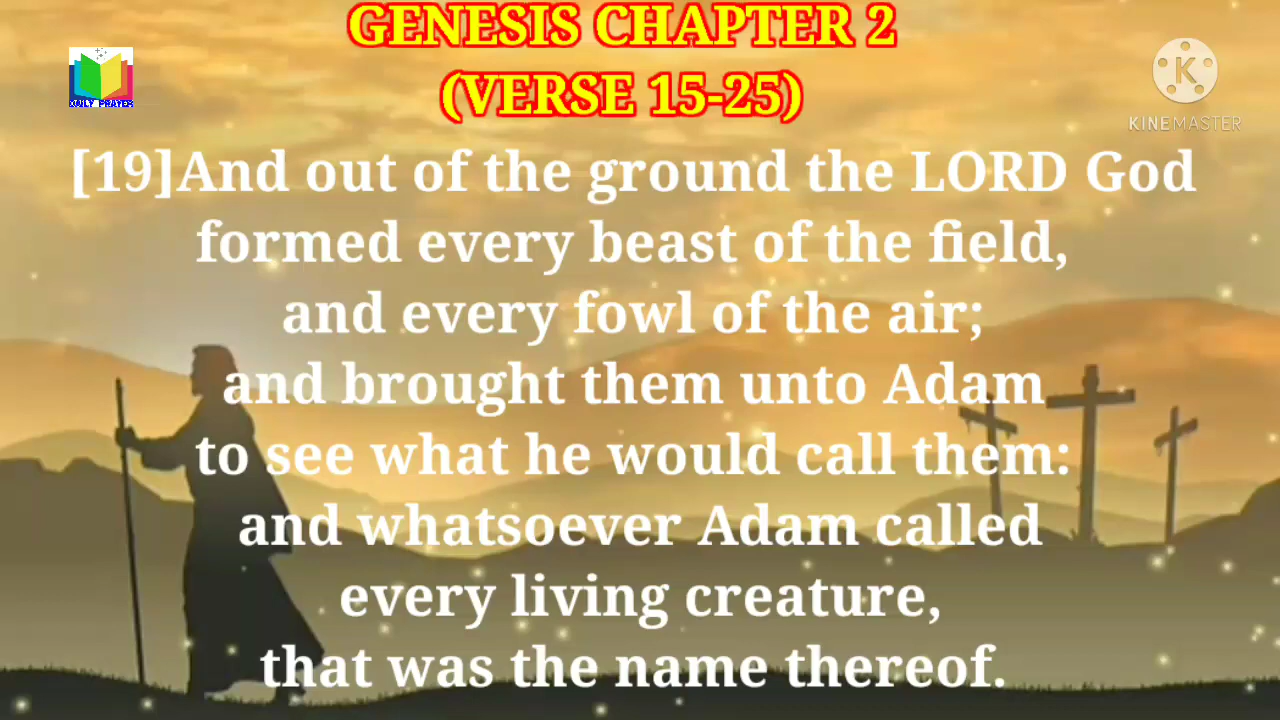 GENESIS CHAPTER 2
(VERSE 15-25)
DAILY PRAYER
K
KINEMASTER
[19]And out of the ground the LORD God
formed every beast of the field,
and every fowl of the air;
and brought them unto Adam
to see what he would call them:
and whatsoever Adam called
every living creature,
that was the name thereof.